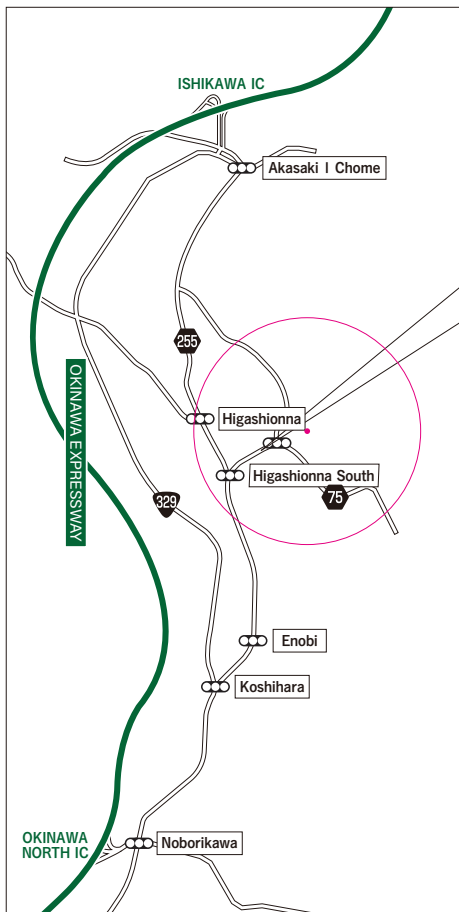 ISHIKAWA IC
Akasaki I Chome
255
Higashionna
OKINAWA EXPRESSWAY
Higashionna South
75
329
Enobi
Koshihara
OKINAWA
NORTH IC
Noborikawa